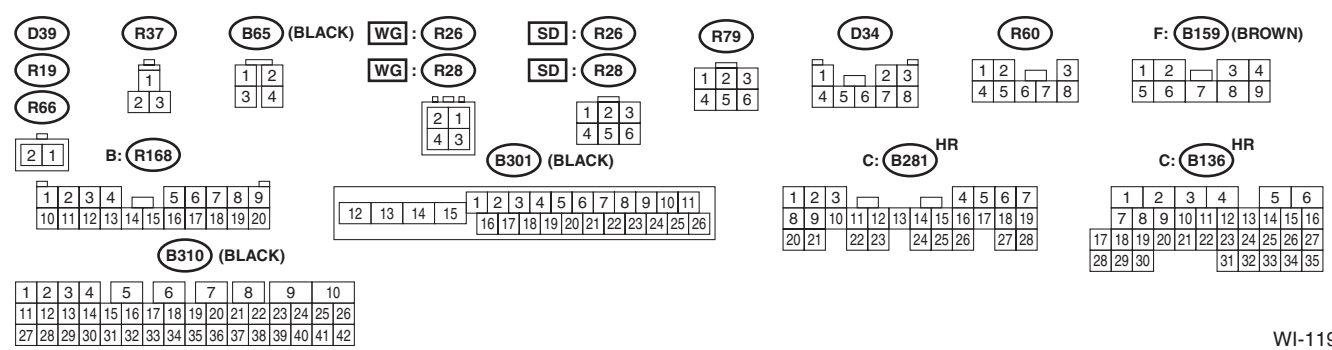 D39
R37
B65 (BLACK)
WG : R26
SD : R26
R79
D34
R60
F: B159 (BROWN)
R19
WG : R28
SD : R28
R66
1
2 3
1 2
3 4
2 1
4 3
1 2 3
4 5 6
1 2 3
4 5 6
1 2 3
4 5 6 7 8
1 2 3
4 5 6 7 8
1 2 3 4
5 6 7 8 9
2 1
B: R168
B301 (BLACK)
C: B281 HR
C: B136 HR
1 2 3 4 5 6 7 8 9
10 11 12 13 14 15 16 17 18 19 20
12 13 14 15 1 2 3 4 5 6 7 8 9 10 11
16 17 18 19 20 21 22 23 24 25 26
1 2 3 4 5 6 7
8 9 10 11 12 13 14 15 16 17 18 19
20 21 22 23 24 25 26 27 28
1 2 3 4 5 6
7 8 9 10 11 12 13 14 15 16
17 18 19 20 21 22 23 24 25 26 27
28 29 30 31 32 33 34 35
B310 (BLACK)
1 2 3 4 5 6 7 8 9 10
11 12 13 14 15 16 17 18 19 20 21 22 23 24 25 26
27 28 29 30 31 32 33 34 35 36 37 38 39 40 41 42
WI-119